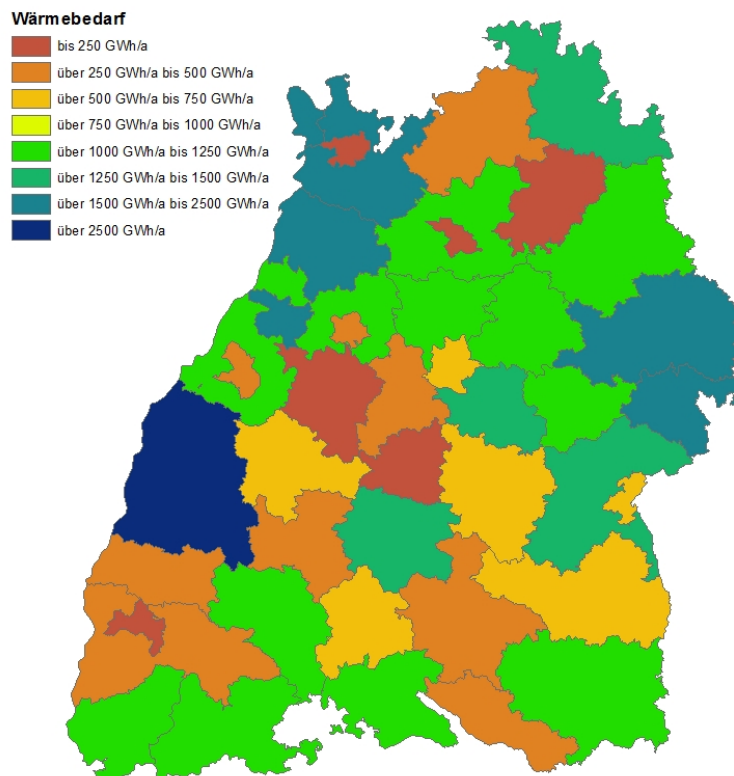 Wärmebedarf
bis 250 GWh/a
über 250 GWh/a bis 500 GWh/a
über 500 GWh/a bis 750 GWh/a
über 750 GWh/a bis 1000 GWh/a
über 1000 GWh/a bis 1250 GWh/a
über 1250 GWh/a bis 1500 GWh/a
über 1500 GWh/a bis 2500 GWh/a
über 2500 GWh/a